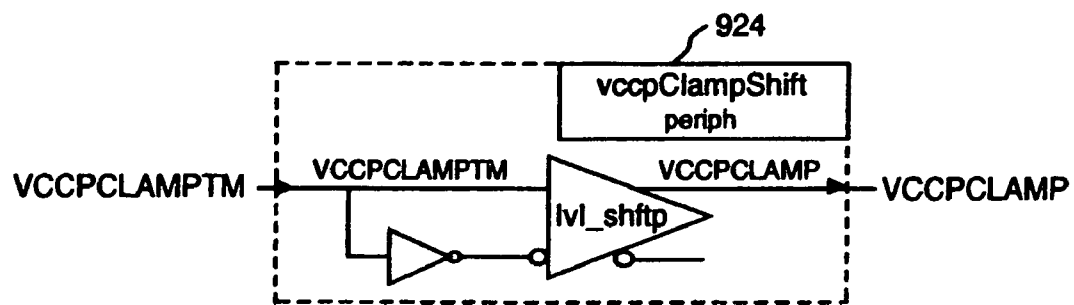 924
vccpClampShift
periph
VCCPCLAMPTM
VCCPCLAMPTM
VCCPCLAMP
VCCPCLAMP
lvl_shftp